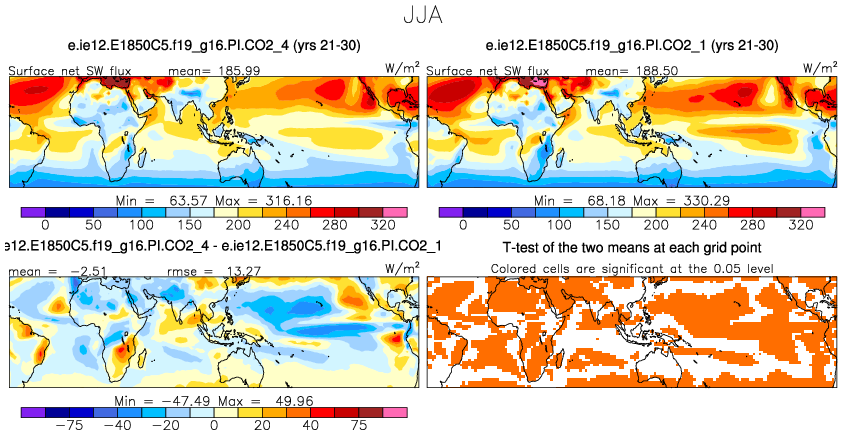 JJA
e.ie12.E1850C5.f19_g16.PI.CO2_4 (yrs 21-30)
Surface net SW flux mean= 185.99 W/m²
Min = 63.57 Max = 316.16
0 50 100 150 200 240 280 320
e.ie12.E1850C5.f19_g16.PI.CO2_1 (yrs 21-30)
Surface net SW flux mean= 188.50 W/m²
Min = 68.18 Max = 330.29
0 50 100 150 200 240 280 320
e.ie12.E1850C5.f19_g16.PI.CO2_4 - e.ie12.E1850C5.f19_g16.PI.CO2_1
mean = -2.51 rmse = 13.27 W/m²
Min = -47.49 Max = 49.96
-75 -40 -20 0 20 40 75
T-test of the two means at each grid point
Colored cells are significant at the 0.05 level